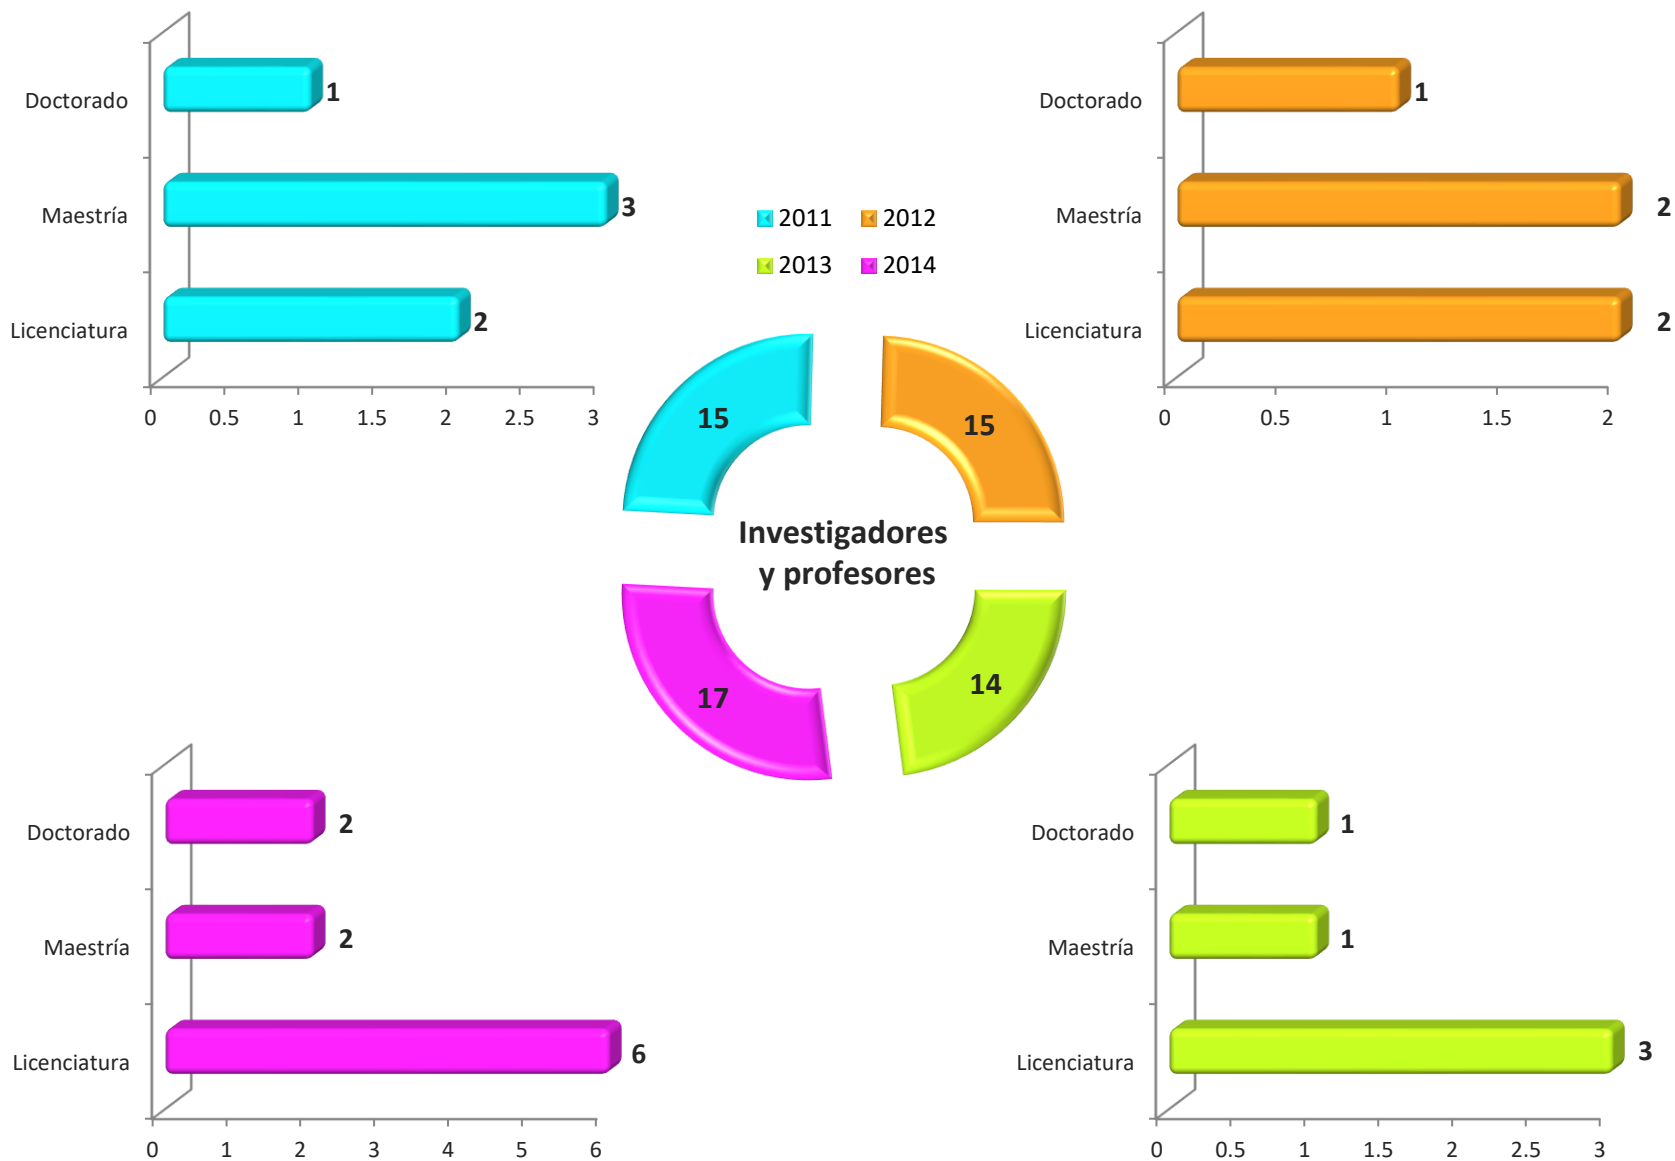 Doctorado
1
Maestría
3
Licenciatura
2
0 0.5 1 1.5 2 2.5 3
Doctorado
1
Maestría
2
Licenciatura
2
0 0.5 1 1.5 2
2011 2012
2013 2014
15
15
Investigadores
y profesores
17
14
Doctorado
2
Maestría
2
Licenciatura
6
0 1 2 3 4 5 6
Doctorado
1
Maestría
1
Licenciatura
3
0 0.5 1 1.5 2 2.5 3